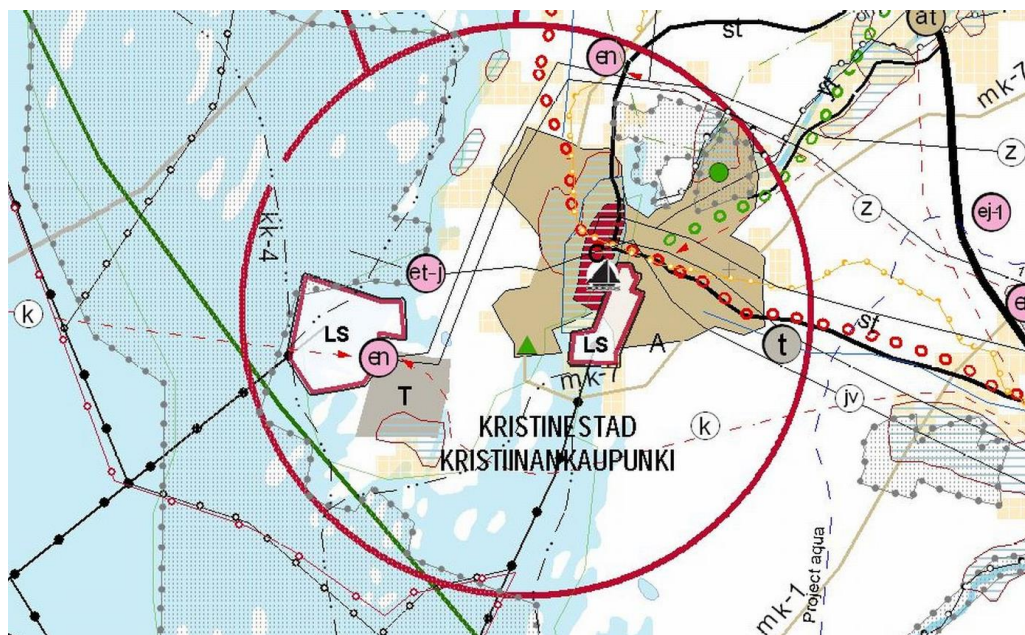 at
st
en
yt
mk-7
z
z
ej-1
kk-4
et-j
C
k
LS
en
LS
A
t
st
T
mk-7
jv
k
KRISTINESTAD
KRISTIINANKAUPUNKI
Project aqua
mk-1